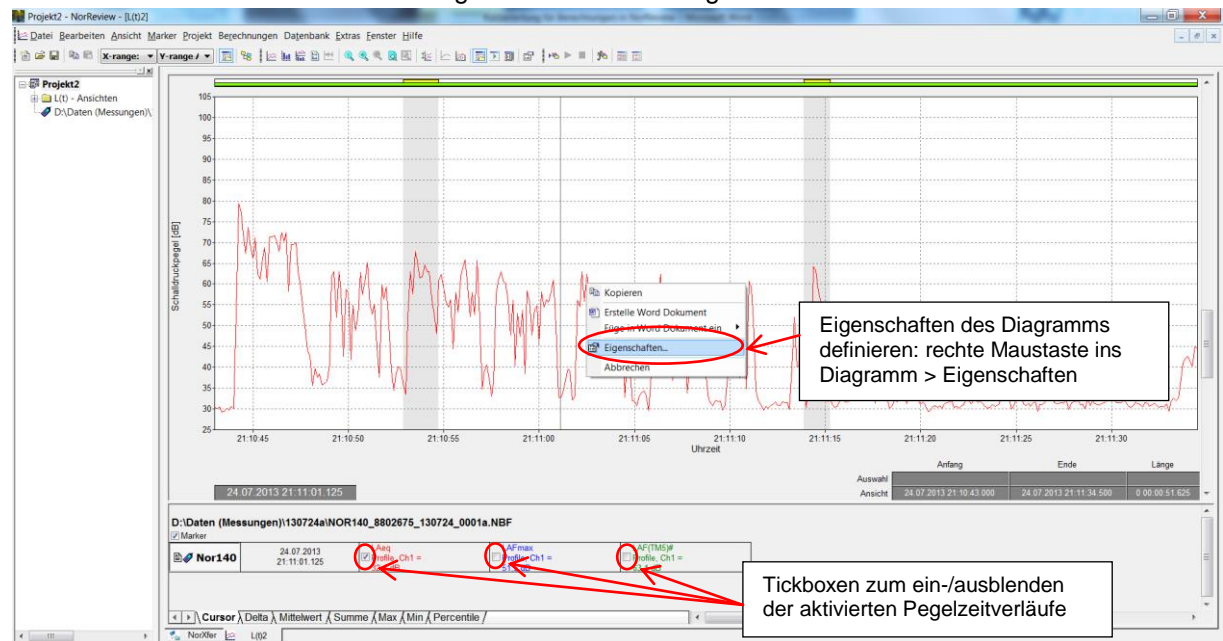 Projekt2 - NorReview - [L(t)2]
Datei Bearbeiten Ansicht Marker Projekt Berechnungen Datenbank Extras Fenster Hilfe
X-range: Y-range
Projekt2
L(t) - Ansichten
D:\Daten (Messungen)\
105
100
95
90
85
80
75
70
65
60
55
50
45
40
35
30
25
Schalldruckpegel [dB]
21:10:45 21:10:50 21:10:55 21:11:00 21:11:05 21:11:10 21:11:15 21:11:20 21:11:25 21:11:30
Uhrzeit
Kopieren
Erstelle Word Dokument
Füge in Word Dokument ein
Eigenschaften...
Abbrechen
Eigenschaften des Diagramms
definieren: rechte Maustaste ins
Diagramm > Eigenschaften
Anfang Ende Länge
Auswahl
24.07.2013 21:11:01.125
Ansicht 24.07.2013 21:10:43.000 24.07.2013 21:11:34.500 0 00:00:51.625
D:\Daten (Messungen)\130724a\NOR140_8802675_130724_0001a.NBF
Marker
Nor140
24.07.2013
21:11:01.125
LAeq
Profile, Ch1 =
AFmax
Profile, Ch1 =
AF(TM5)#
Profile, Ch1 =
Tickboxen zum ein-/ausblenden
der aktivierten Pegelzeitverläufe
Cursor Delta Mittelwert Summe Max Min Percentile
NorXfer L(t)2